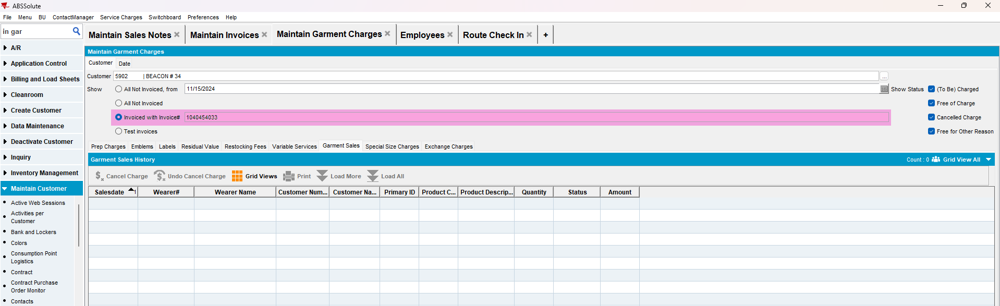 ABSSolute
File Menu BU ContactManager Service Charges Switchboard Preferences Help
in gar
Maintain Sales Notes Maintain Invoices Maintain Garment Charges Employees Route Check In +
A/R
Application Control
Billing and Load Sheets
Cleanroom
Create Customer
Data Maintenance
Deactivate Customer
Inquiry
Inventory Management
Maintain Customer
Active Web Sessions
Activities per
Customer
Bank and Lockers
Colors
Consumption Point
Logistics
Contract
Contract Purchase
Order Monitor
Contacts
Maintain Garment Charges
Customer Date
Customer 5902 | BEACON # 34 ...
Show All Not Invoiced, from 11/15/2024 Show Status (To Be) Charged
All Not Invoiced Free of Charge
Invoiced with Invoice# 1040454033 Cancelled Charge
Test invoices Free for Other Reason
Prep Charges Emblems Labels Residual Value Restocking Fees Variable Services Garment Sales Special Size Charges Exchange Charges
Garment Sales History Count : 0 Grid View All
Cancel Charge Undo Cancel Charge Grid Views Print Load More Load All
Salesdate 1 Wearer# Wearer Name Customer Num... Customer Na... Primary ID Product C... Product Descrip... Quantity Status Amount